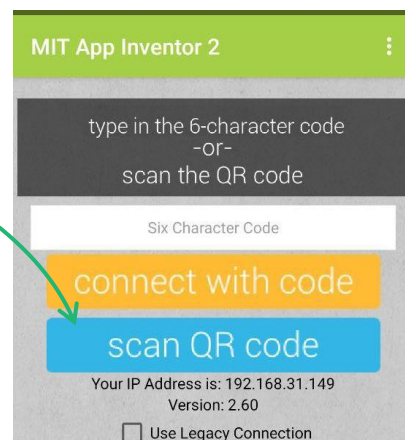 MIT App Inventor 2
type in the 6-character code
-or-
scan the QR code
Six Character Code
connect with code
scan QR code
Your IP Address is: 192.168.31.149
Version: 2.60
Use Legacy Connection